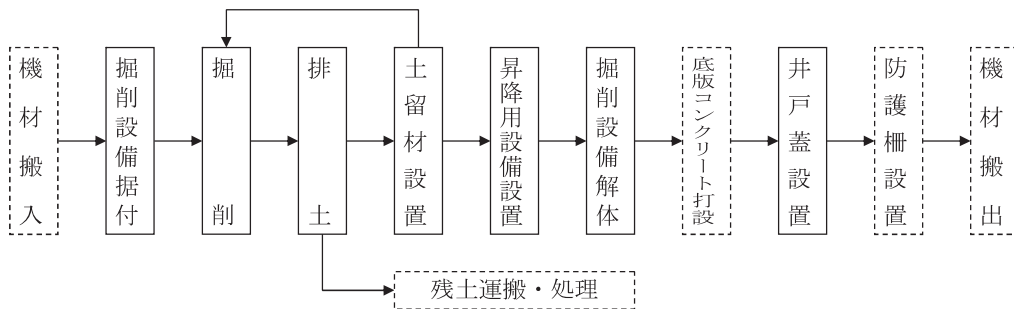 機材搬入
掘削設備据付
掘削
排土
土留材設置
昇降用設備設置
掘削設備解体
底版コンクリート打設
井戸蓋設置
防護柵設置
機材搬出
残土運搬・処理